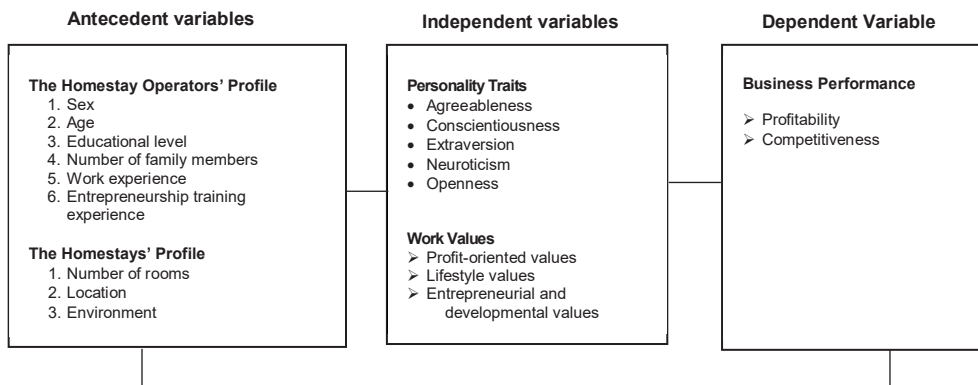 Antecedent variables
The Homestay Operators’ Profile
1. Sex
2. Age
3. Educational level
4. Number of family members
5. Work experience
6. Entrepreneurship training
experience
The Homestays’ Profile
1. Number of rooms
2. Location
3. Environment
Independent variables
Personality Traits
• Agreeableness
• Conscientiousness
• Extraversion
• Neuroticism
• Openness
Work Values
➢ Profit-oriented values
➢ Lifestyle values
➢ Entrepreneurial and
developmental values
Dependent Variable
Business Performance
➢ Profitability
➢ Competitiveness